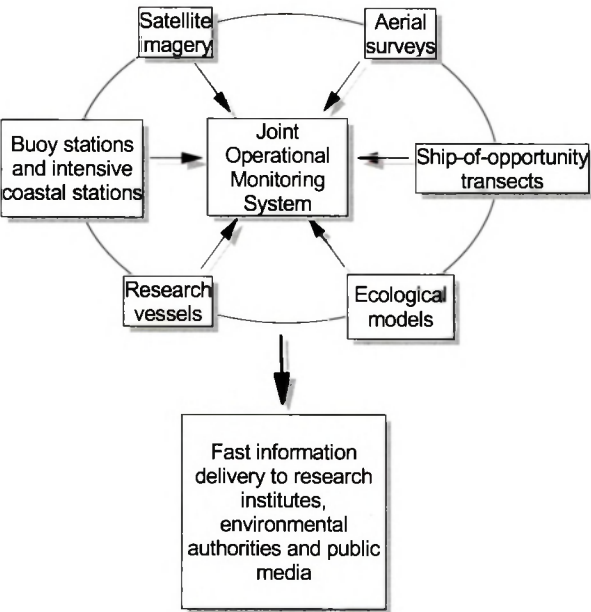 Satellite
imagery
Aerial
surveys
Buoy stations
and intensive
coastal stations
Joint
Operational
Monitoring
System
Ship-of-opportunity
transects
Research
vessels
Ecological
models
Fast information
delivery to research
institutes,
environmental
authorities and public
media